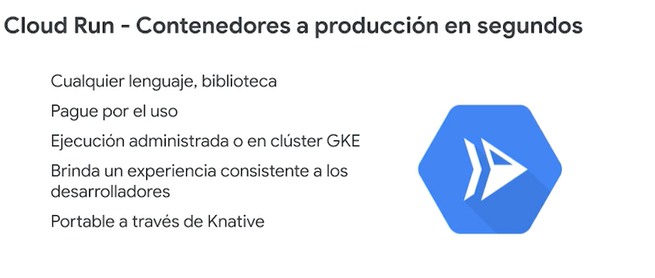 Cloud Run - Contenedores a producción en segundos
Cualquier lenguaje, biblioteca
Pague por el uso
Ejecución administrada o en clúster GKE
Brinda un experiencia consistente a los
desarrolladores
Portable a través de Knative